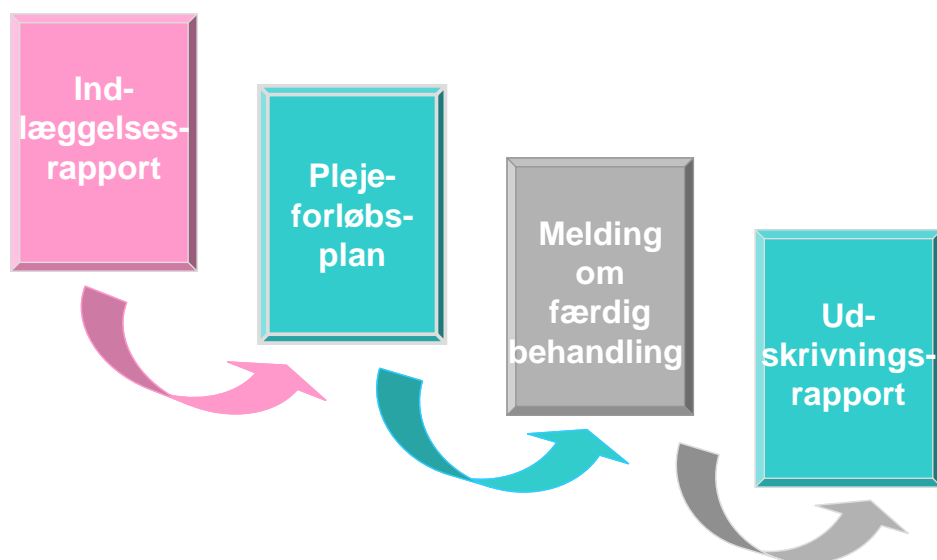 Ind-
læggelses-
rapport
Pleje-
forløbs-
plan
Melding
om
færdig
behandling
Ud-
skrivnings-
rapport